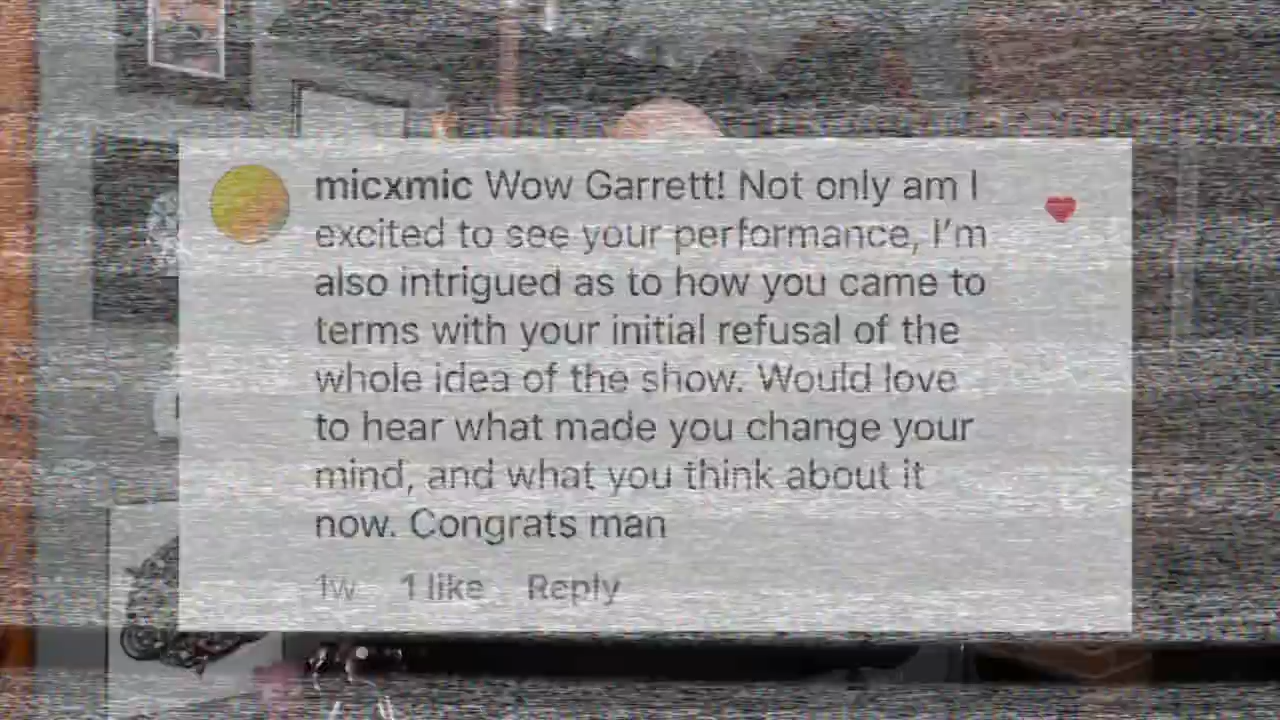 micxmic Wow Garrett! Not only am I
excited to see your performance, I'm
also intrigued as to how you came to
terms with your initial refusal of the
whole idea of the show. Would love
to hear what made you change your
mind, and what you think about it
now. Congrats man
1w 1 like Reply